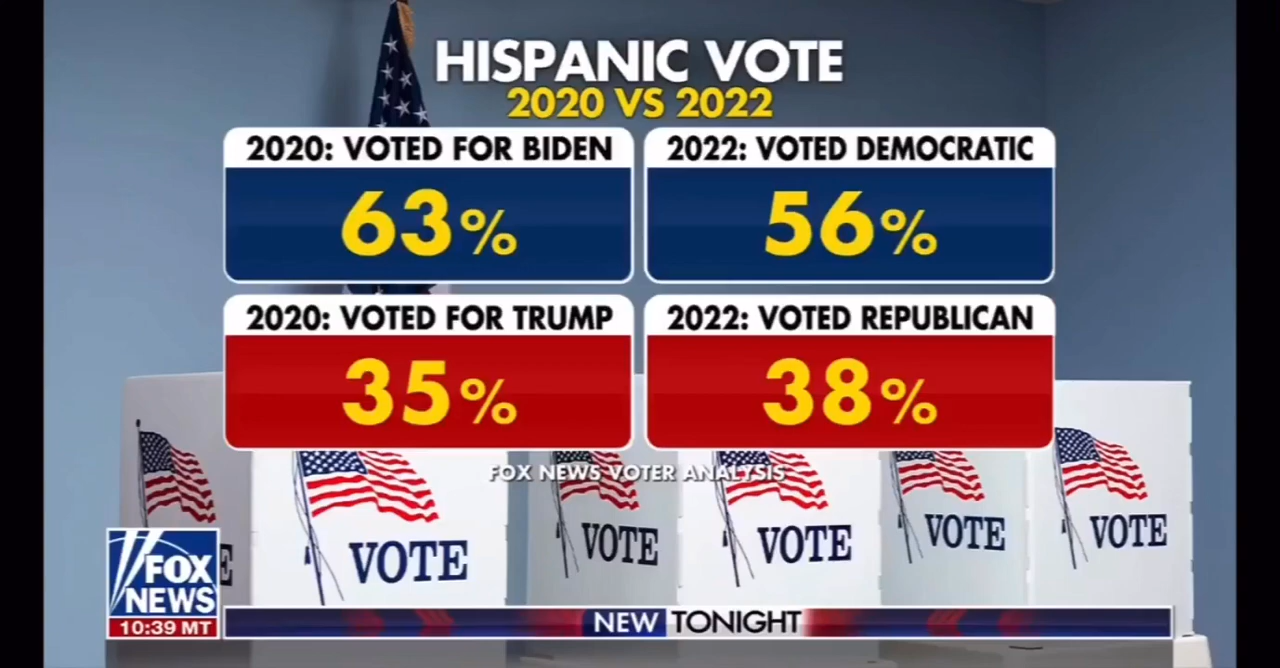 HISPANIC VOTE
2020 VS 2022
2020: VOTED FOR BIDEN
63%
2022: VOTED DEMOCRATIC
56%
2020: VOTED FOR TRUMP
35%
2022: VOTED REPUBLICAN
38%
FOX NEWS VOTER ANALYSIS
E VOTE VOTE VOTE VOTE VOTE
FOX
NEWS
10:39 MT
NEW TONIGHT